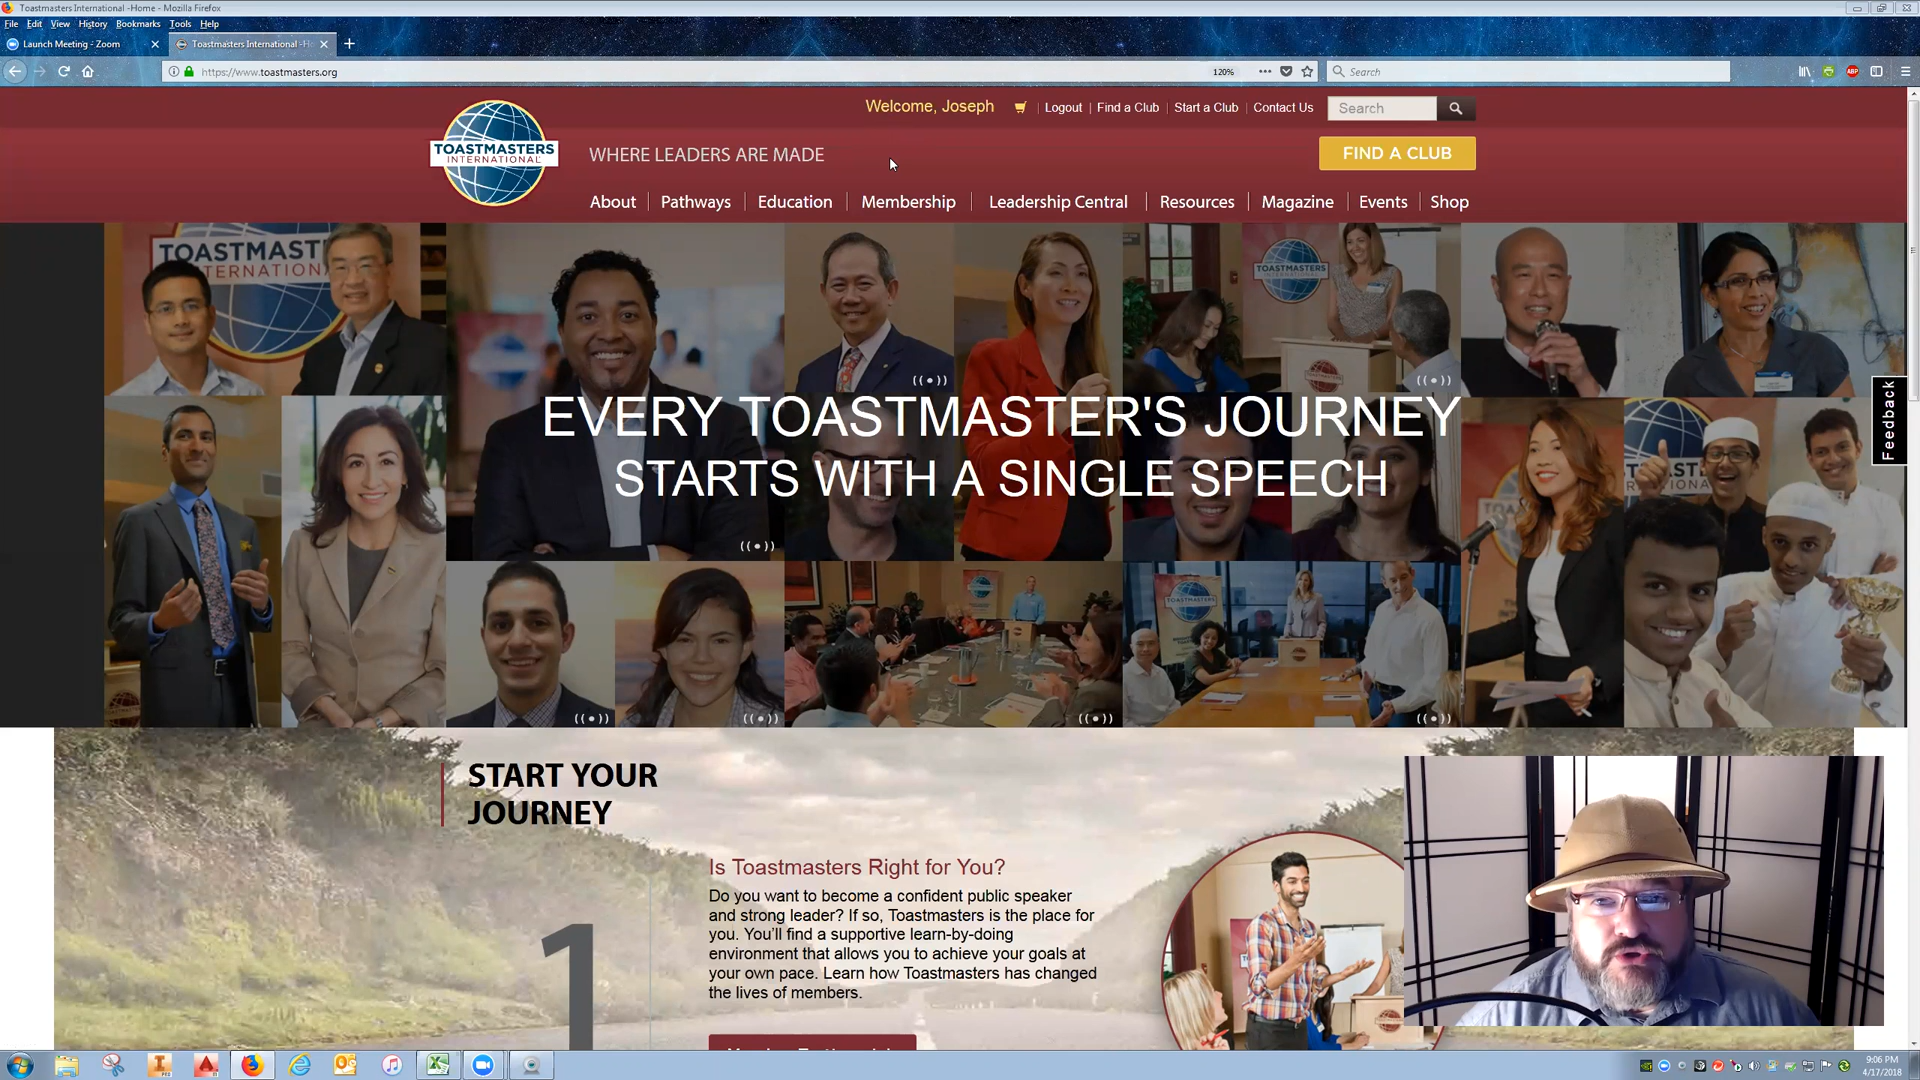 Toastmasters International -Home - Mozilla Firefox
File Edit View History Bookmarks Tools Help
Launch Meeting - Zoom
Toastmasters International -H
https://www.toastmasters.org
120%
Search
Welcome, Joseph
Logout
Find a Club
Start a Club
Contact Us
Search
TOASTMASTERS
INTERNATIONAL
WHERE LEADERS ARE MADE
FIND A CLUB
About
Pathways
Education
Membership
Leadership Central
Resources
Magazine
Events
Shop
TOASTMAST
INTERNATION
TOASTMASTERS
EVERY TOASTMASTER'S JOURNEY
STARTS WITH A SINGLE SPEECH
Feedback
START YOUR
JOURNEY
1
Is Toastmasters Right for You?
Do you want to become a confident public speaker
and strong leader? If so, Toastmasters is the place for
you. You'll find a supportive learn-by-doing
environment that allows you to achieve your goals at
your own pace. Learn how Toastmasters has changed
the lives of members.
9:06 PM
4/17/2018